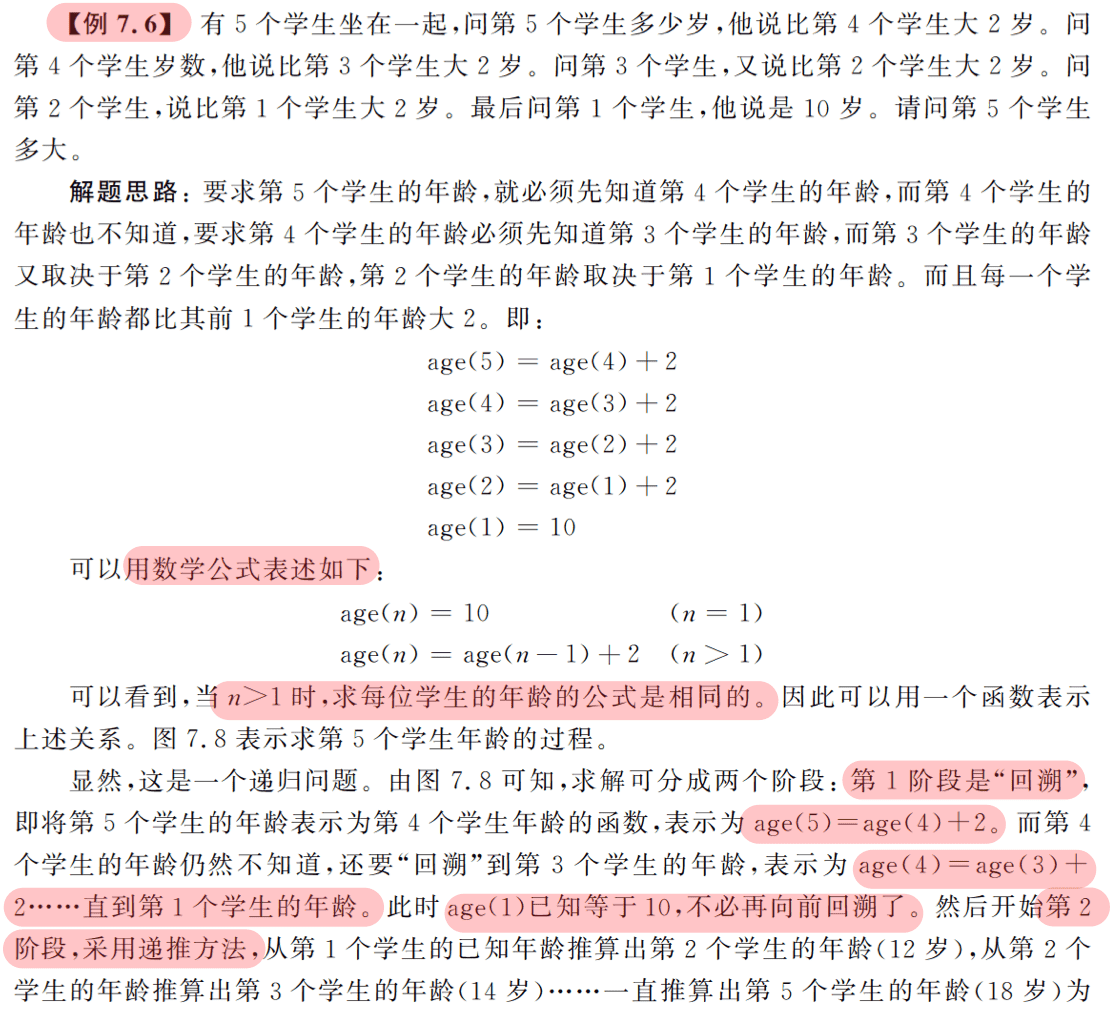 【例 7.6】 有 5 个学生坐在一起,问第 5 个学生多少岁,他说比第 4 个学生大 2 岁。问
第 4 个学生岁数,他说比第 3 个学生大 2 岁。问第 3 个学生,又说比第 2 个学生大 2 岁。问
第 2 个学生,说比第 1 个学生大 2 岁。最后问第 1 个学生,他说是 10 岁。请问第 5 个学生
多大。
解题思路: 要求第 5 个学生的年龄,就必须先知道第 4 个学生的年龄,而第 4 个学生的
年龄也不知道,要求第 4 个学生的年龄必须先知道第 3 个学生的年龄,而第 3 个学生的年龄
又取决于第 2 个学生的年龄,第 2 个学生的年龄取决于第 1 个学生的年龄。而且每一个学
生的年龄都比其前 1 个学生的年龄大 2。即:
age(5) = age(4) + 2
age(4) = age(3) + 2
age(3) = age(2) + 2
age(2) = age(1) + 2
age(1) = 10
可以用数学公式表述如下:
age(n) = 10 (n = 1)
age(n) = age(n − 1) + 2 (n > 1)
可以看到,当 n>1 时,求每位学生的年龄的公式是相同的。因此可以用一个函数表示
上述关系。图 7.8 表示求第 5 个学生年龄的过程。
显然,这是一个递归问题。由图 7.8 可知,求解可分成两个阶段: 第 1 阶段是“回溯”,
即将第 5 个学生的年龄表示为第 4 个学生年龄的函数,表示为 age(5)=age(4)+2。而第 4
个学生的年龄仍然不知道,还要“回溯”到第 3 个学生的年龄,表示为 age(4)=age(3)+
2……直到第 1 个学生的年龄。此时 age(1)已知等于 10,不必再向前回溯了。然后开始第 2
阶段,采用递推方法,从第 1 个学生的已知年龄推算出第 2 个学生的年龄(12 岁),从第 2 个
学生的年龄推算出第 3 个学生的年龄(14 岁)……一直推算出第 5 个学生的年龄(18 岁)为